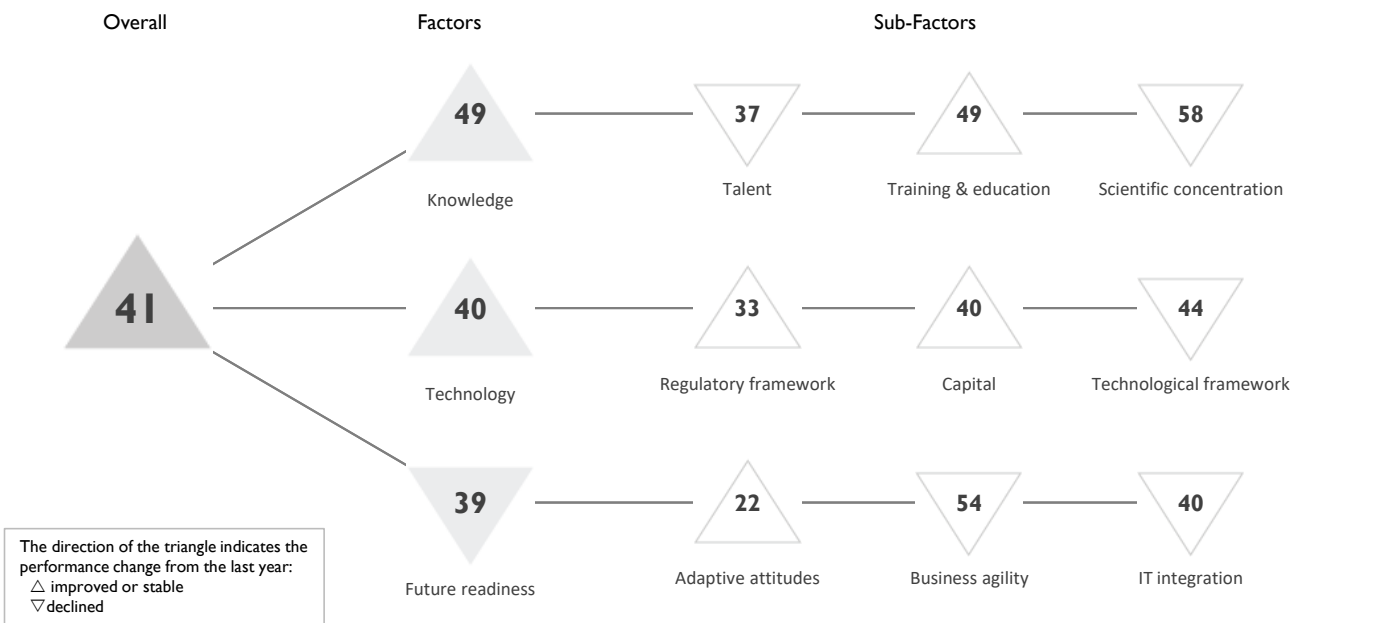 Overall Factors Sub-Factors
49 37 49 58
Knowledge Talent Training & education Scientific concentration
41 40 33 40 44
Technology Regulatory framework Capital Technological framework
39 22 54 40
Future readiness Adaptive attitudes Business agility IT integration
The direction of the triangle indicates the
performance change from the last year:
△ improved or stable
▽ declined